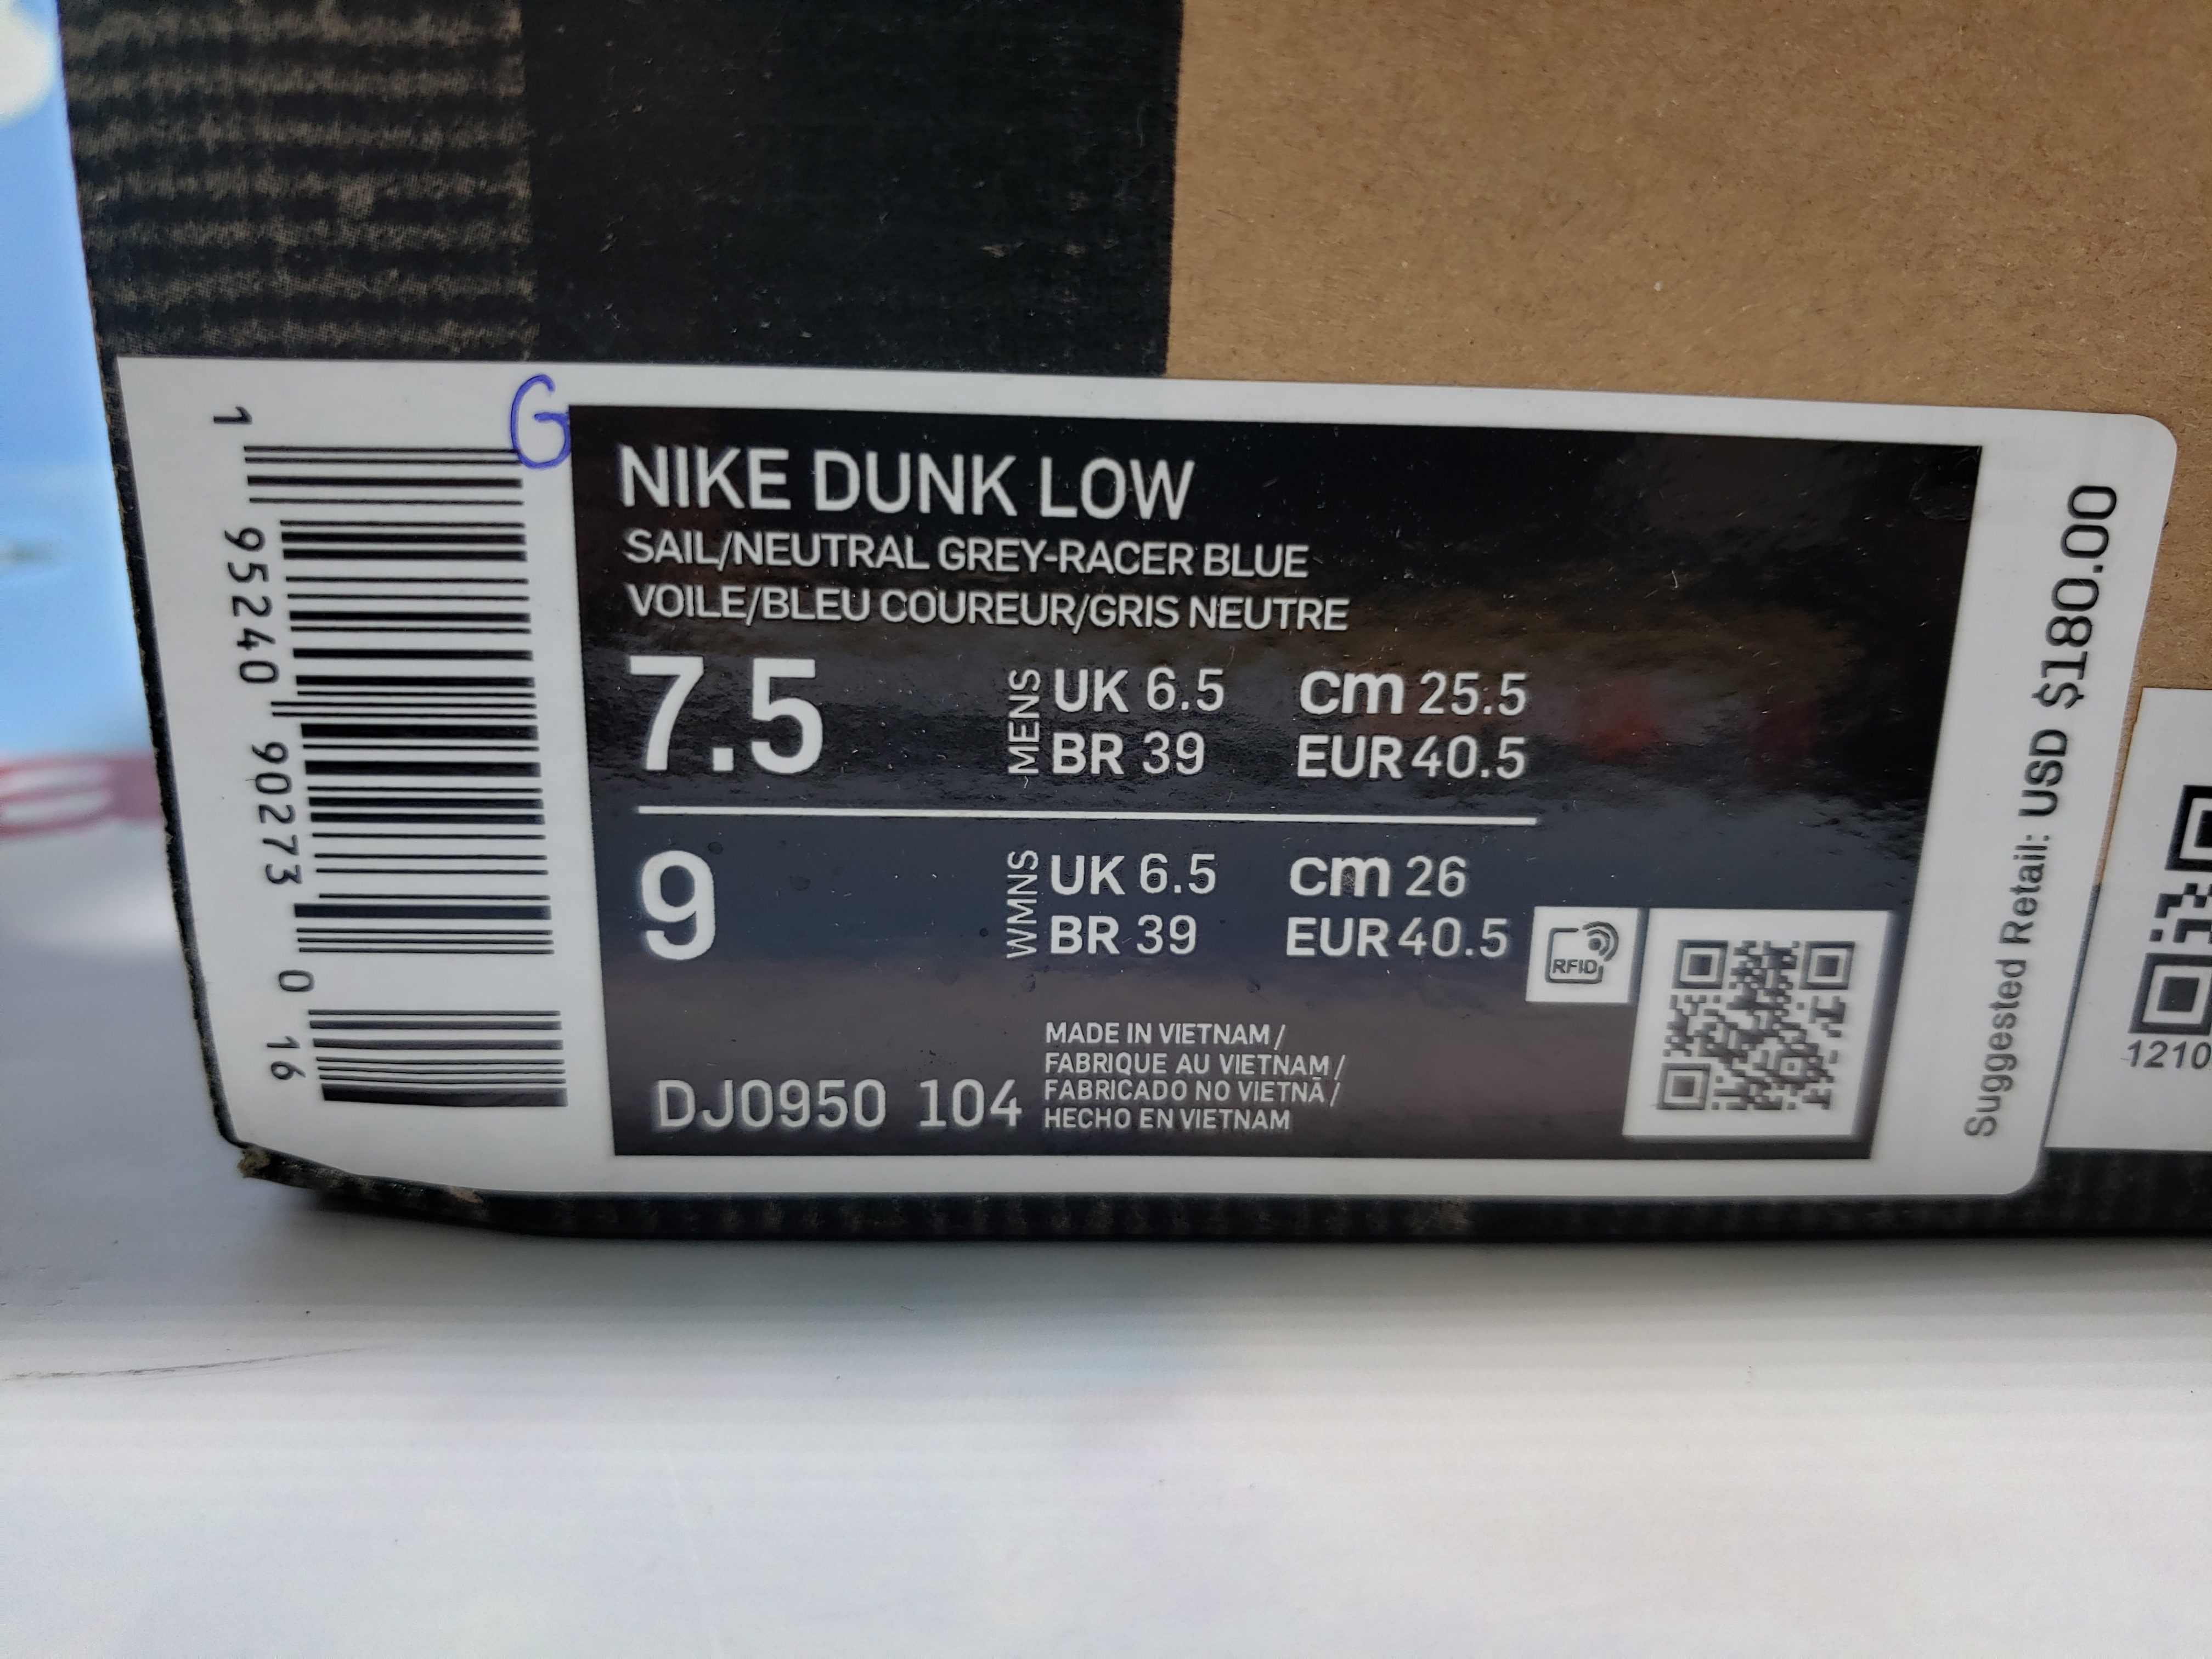 G
1 95240 90273 0 16
NIKE DUNK LOW
SAIL/NEUTRAL GREY-RACER BLUE
VOILE/BLEU COUREUR/GRIS NEUTRE
7.5 MENS UK 6.5 cm 25.5
BR 39 EUR 40.5
9 WMNS UK 6.5 cm 26
BR 39 EUR 40.5
RFID
MADE IN VIETNAM /
FABRIQUE AU VIETNAM /
FABRICADO NO VIETNÃ /
HECHO EN VIETNAM
DJ0950 104
Suggested Retail: USD $180.00
1210